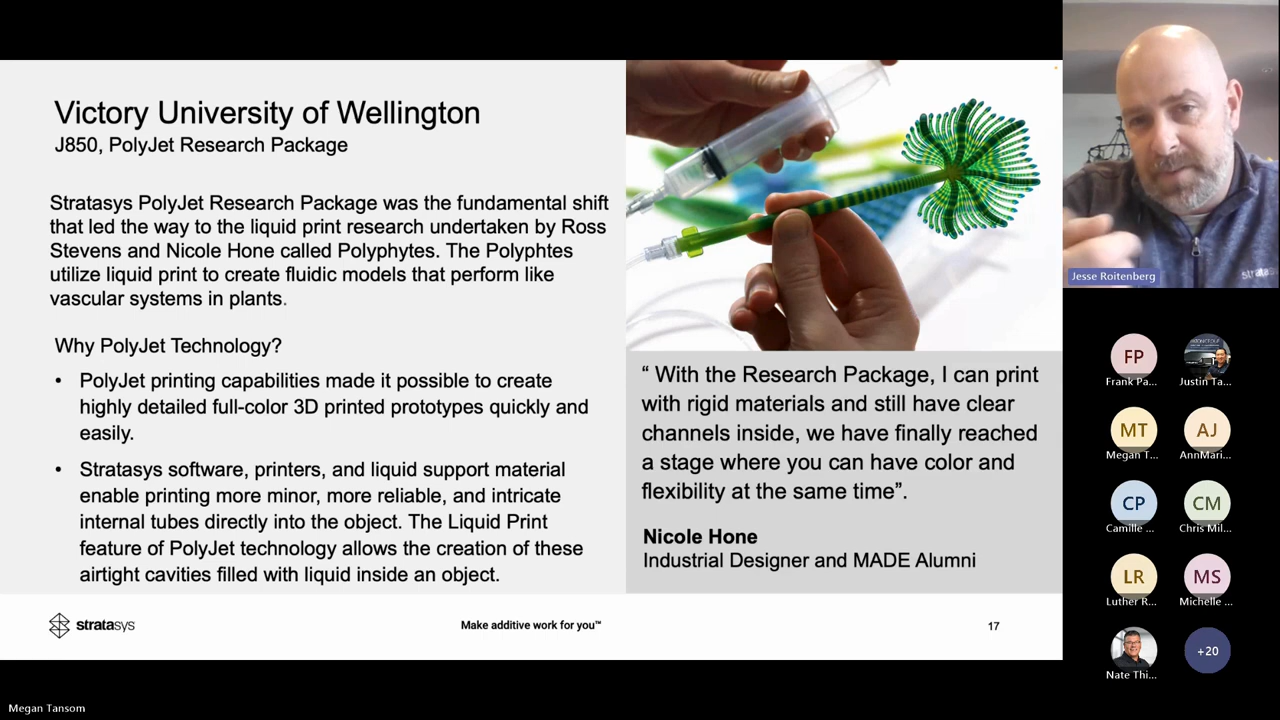 Victory University of Wellington
J850, PolyJet Research Package
Stratasys PolyJet Research Package was the fundamental shift
that led the way to the liquid print research undertaken by Ross
Stevens and Nicole Hone called Polyphytes. The Polyphtes
utilize liquid print to create fluidic models that perform like
vascular systems in plants.
Why PolyJet Technology?
• PolyJet printing capabilities made it possible to create
highly detailed full-color 3D printed prototypes quickly and
easily.
• Stratasys software, printers, and liquid support material
enable printing more minor, more reliable, and intricate
internal tubes directly into the object. The Liquid Print
feature of PolyJet technology allows the creation of these
airtight cavities filled with liquid inside an object.
“ With the Research Package, I can print
with rigid materials and still have clear
channels inside, we have finally reached
a stage where you can have color and
flexibility at the same time”.
Nicole Hone
Industrial Designer and MADE Alumni
stratasys
Make additive work for you™
17
stratasys
Jesse Roitenberg
FP
Frank Pa...
Justin Ta...
MT
Megan T...
AJ
AnnMari...
CP
Camille ...
CM
Chris Mil...
LR
Luther R...
MS
Michelle ...
Nate Thi...
+20
Megan Tansom